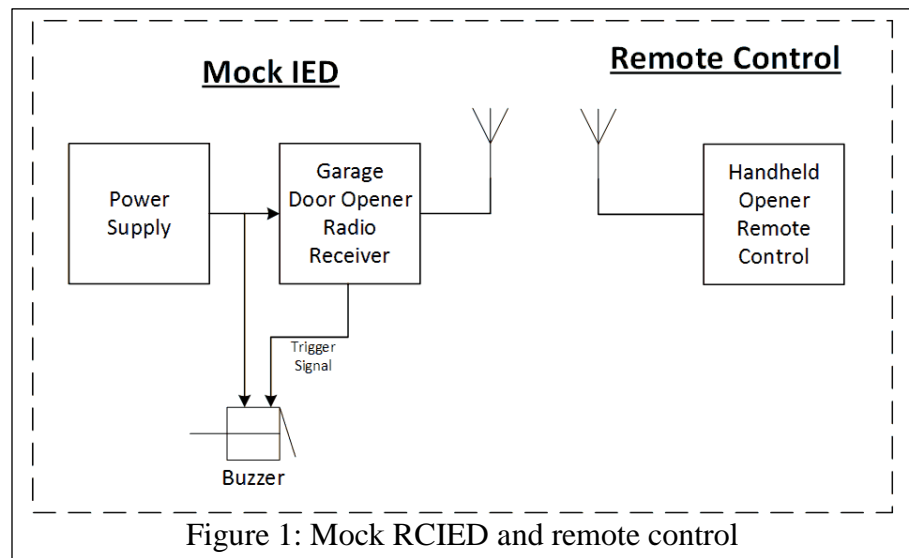 Mock IED
Remote Control
Power
Supply
Garage
Door Opener
Radio
Receiver
Handheld
Opener
Remote
Control
Trigger
Signal
Buzzer
Figure 1: Mock RCIED and remote control